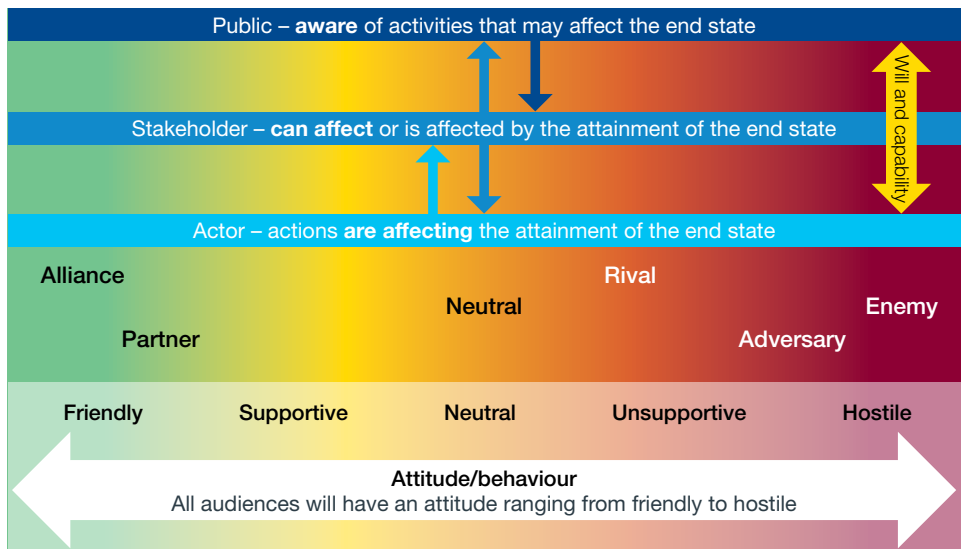 Public – aware of activities that may affect the end state
Will and capability
Stakeholder – can affect or is affected by the attainment of the end state
Actor – actions are affecting the attainment of the end state
Alliance
Rival
Neutral
Enemy
Partner
Adversary
Friendly
Supportive
Neutral
Unsupportive
Hostile
Attitude/behaviour
All audiences will have an attitude ranging from friendly to hostile